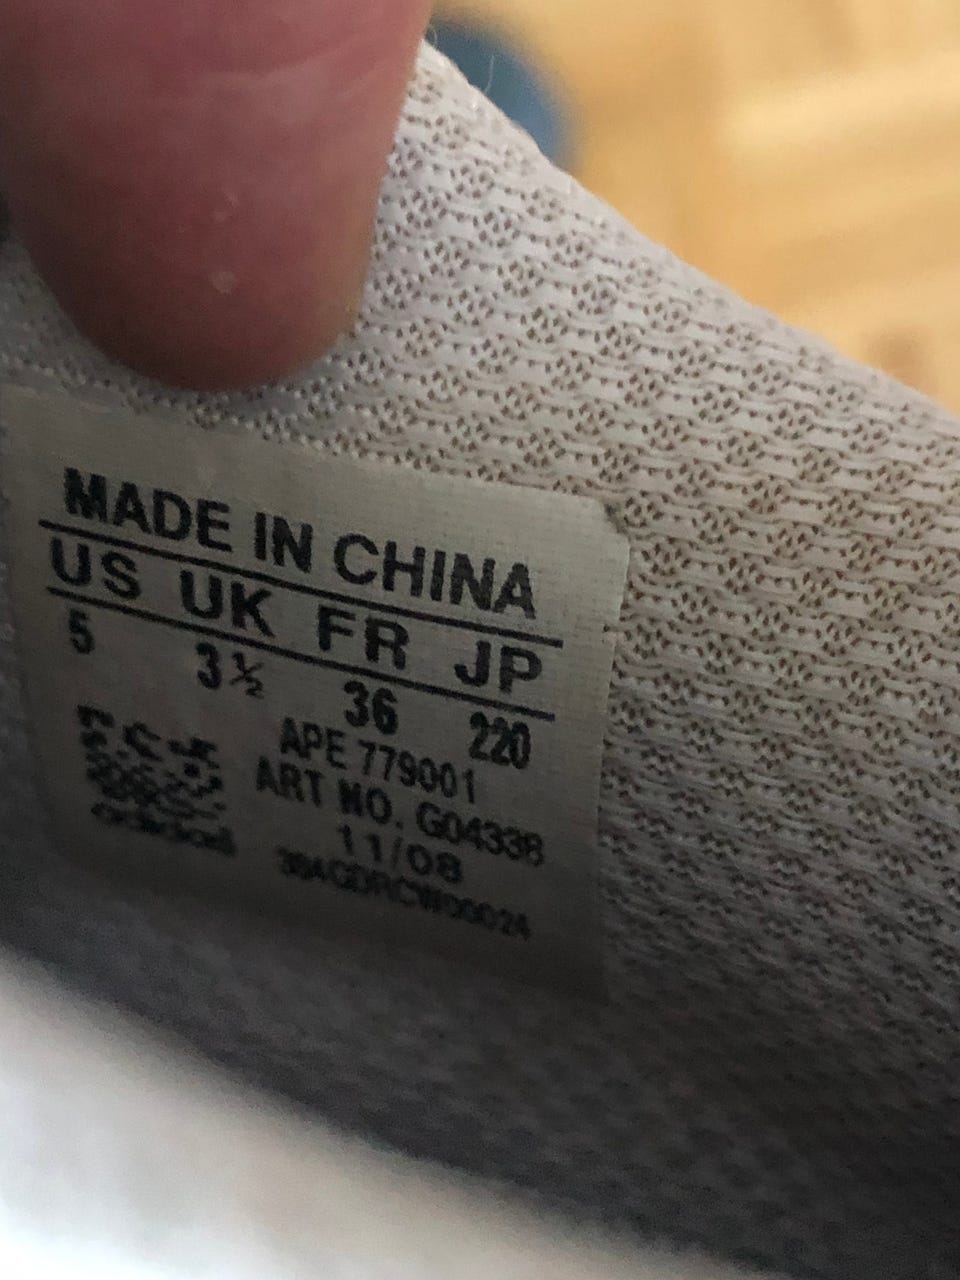 MADE IN CHINA
US UK FR JP
5 3½ 36 220
APE 779001
ART NO. G04338
11/08
adidas